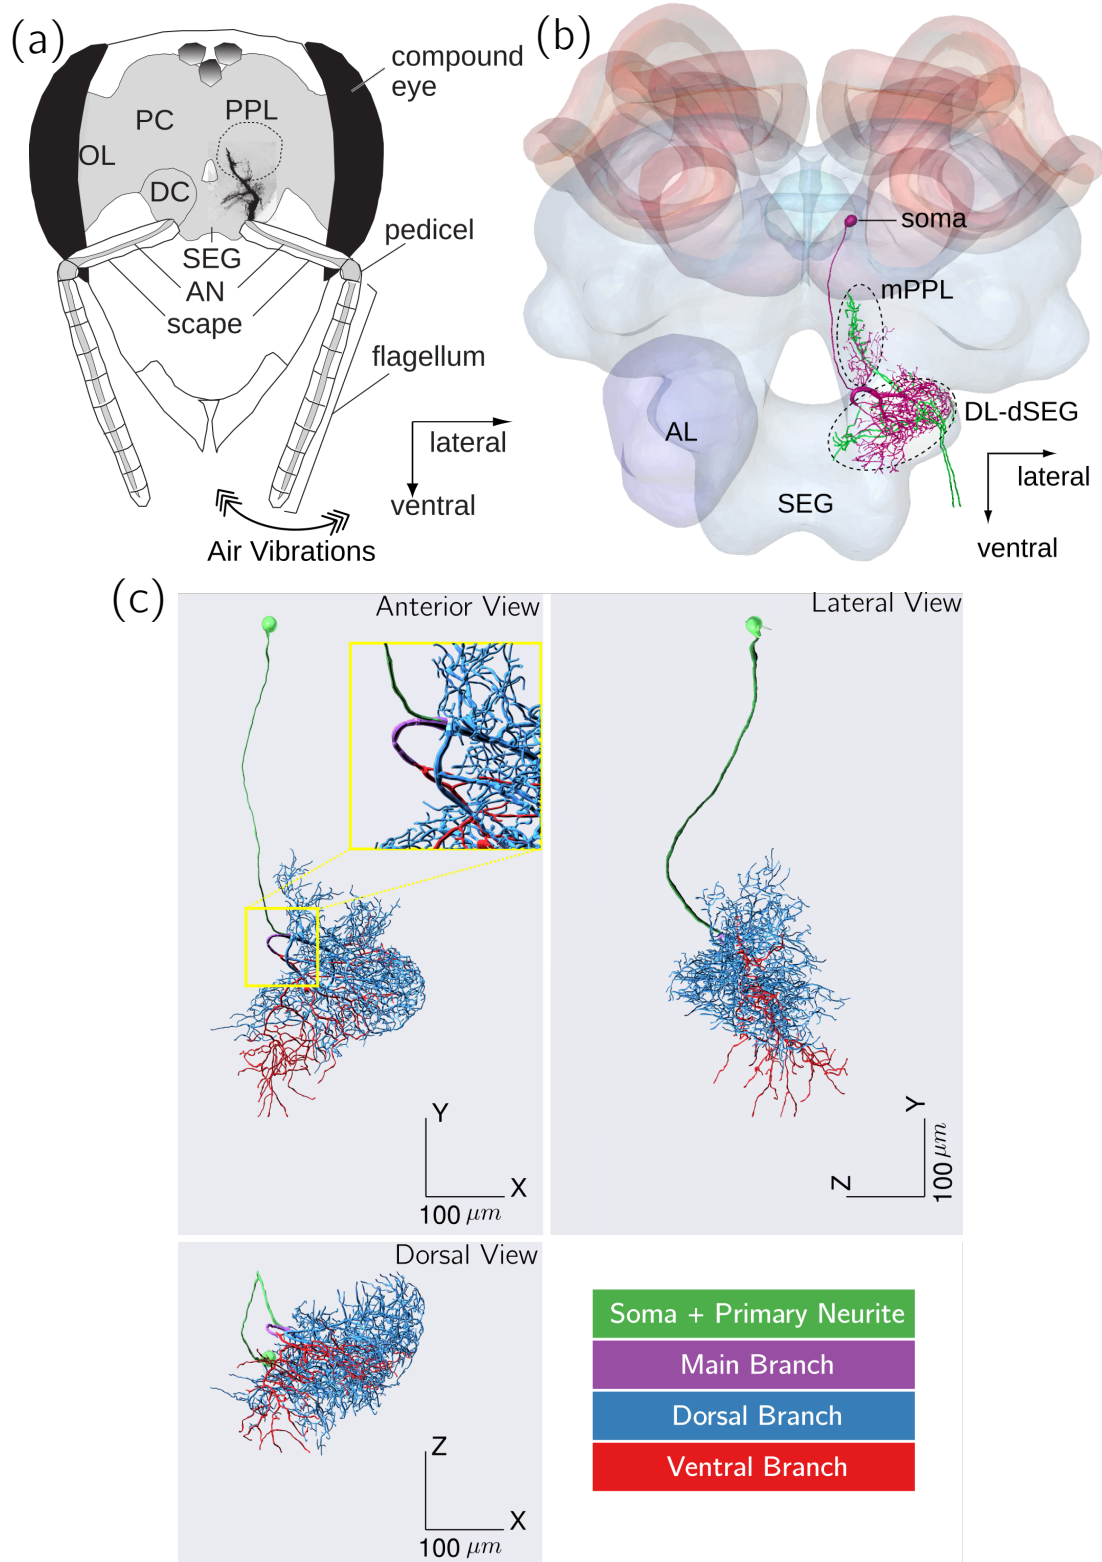 (a)
compound
eye
PPL
PC
OL
DC
pedicel
SEG
AN
scape
flagellum
lateral
ventral
Air Vibrations
(b)
soma
mPPL
DL-dSEG
AL
SEG
lateral
ventral
(c)
Anterior View
Y
X
100 μm
Lateral View
Y
Z
100 μm
Dorsal View
Z
X
100 μm
Soma + Primary Neurite
Main Branch
Dorsal Branch
Ventral Branch